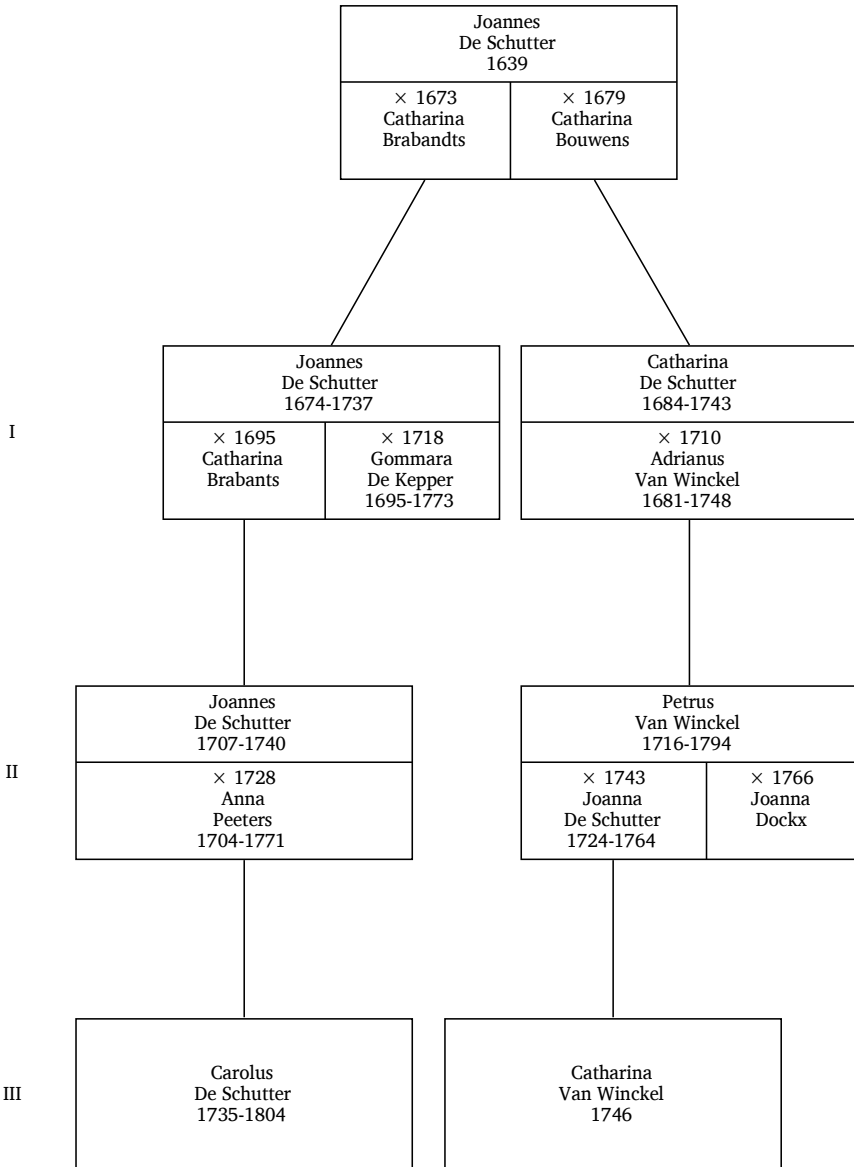 Joannes
De Schutter
1639
× 1673
Catharina
Brabandts
× 1679
Catharina
Bouwens
I
Joannes
De Schutter
1674-1737
× 1695
Catharina
Brabants
× 1718
Gommara
De Kepper
1695-1773
Catharina
De Schutter
1684-1743
× 1710
Adrianus
Van Winckel
1681-1748
II
Joannes
De Schutter
1707-1740
× 1728
Anna
Peeters
1704-1771
Petrus
Van Winckel
1716-1794
× 1743
Joanna
De Schutter
1724-1764
× 1766
Joanna
Dockx
III
Carolus
De Schutter
1735-1804
Catharina
Van Winckel
1746